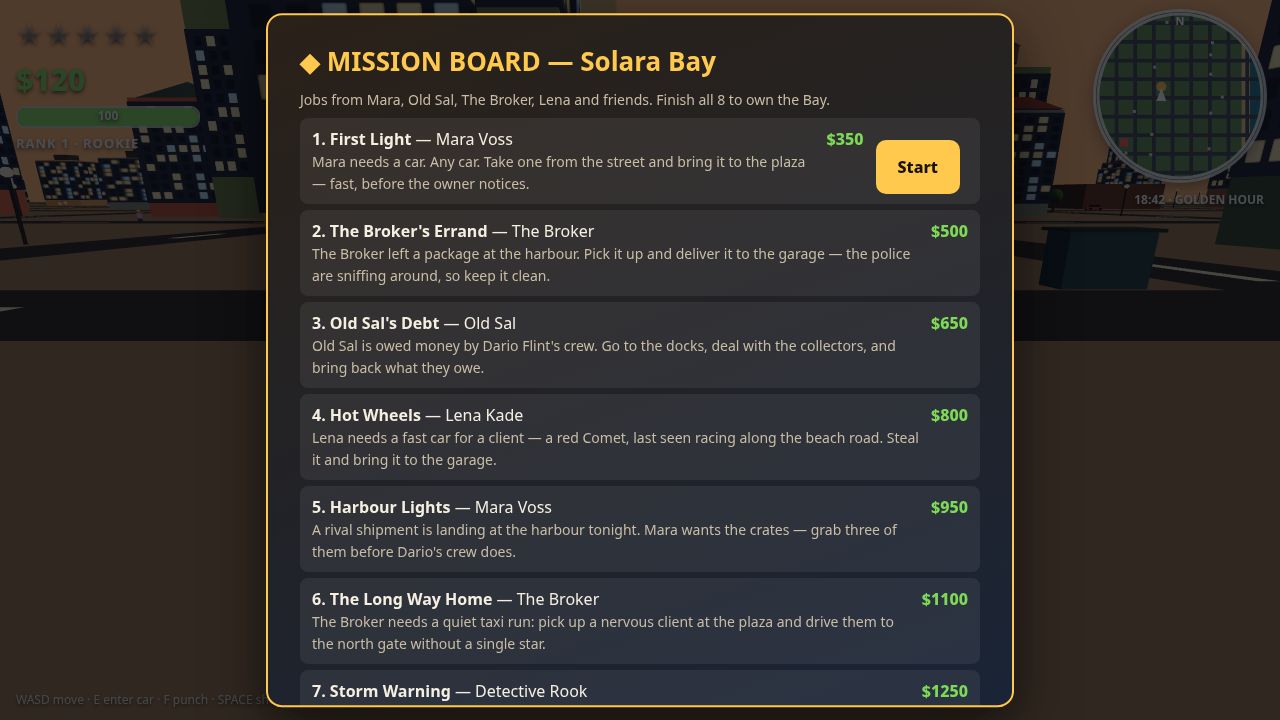 ◆ MISSION BOARD — Solara Bay
Jobs from Mara, Old Sal, The Broker, Lena and friends. Finish all 8 to own the Bay.
1. First Light — Mara Voss
$350
Mara needs a car. Any car. Take one from the street and bring it to the plaza
— fast, before the owner notices.
Start
2. The Broker's Errand — The Broker
$500
The Broker left a package at the harbour. Pick it up and deliver it to the garage — the police
are sniffing around, so keep it clean.
3. Old Sal's Debt — Old Sal
$650
Old Sal is owed money by Dario Flint's crew. Go to the docks, deal with the collectors, and
bring back what they owe.
4. Hot Wheels — Lena Kade
$800
Lena needs a fast car for a client — a red Comet, last seen racing along the beach road. Steal
it and bring it to the garage.
5. Harbour Lights — Mara Voss
$950
A rival shipment is landing at the harbour tonight. Mara wants the crates — grab three of
them before Dario's crew does.
6. The Long Way Home — The Broker
$1100
The Broker needs a quiet taxi run: pick up a nervous client at the plaza and drive them to
the north gate without a single star.
7. Storm Warning — Detective Rook
$1250
★★★★★
$120
100
RANK 1 · ROOKIE
N
18:42 · GOLDEN HOUR
WASD move · E enter car · F punch · SPACE sh